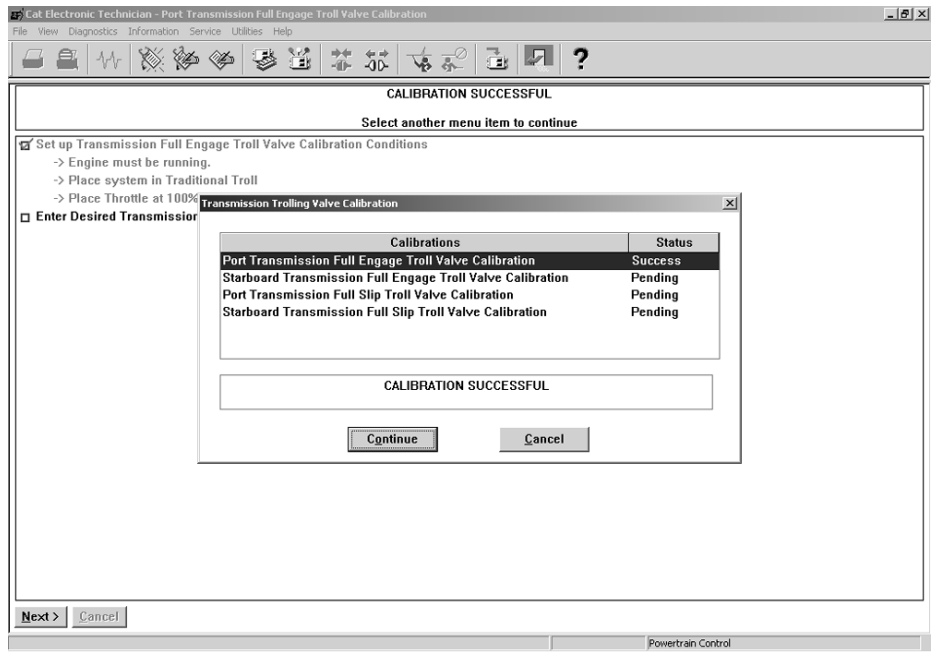 Cat Electronic Technician - Port Transmission Full Engage Troll Valve Calibration
File View Diagnostics Information Service Utilities Help
CALIBRATION SUCCESSFUL
Select another menu item to continue
Set up Transmission Full Engage Troll Valve Calibration Conditions
-> Engine must be running.
-> Place system in Traditional Troll
-> Place Throttle at 100%
Enter Desired Transmission
Transmission Trolling Valve Calibration
Calibrations Status
Port Transmission Full Engage Troll Valve Calibration Success
Starboard Transmission Full Engage Troll Valve Calibration Pending
Port Transmission Full Slip Troll Valve Calibration Pending
Starboard Transmission Full Slip Troll Valve Calibration Pending
CALIBRATION SUCCESSFUL
Continue Cancel
Next > Cancel
Powertrain Control